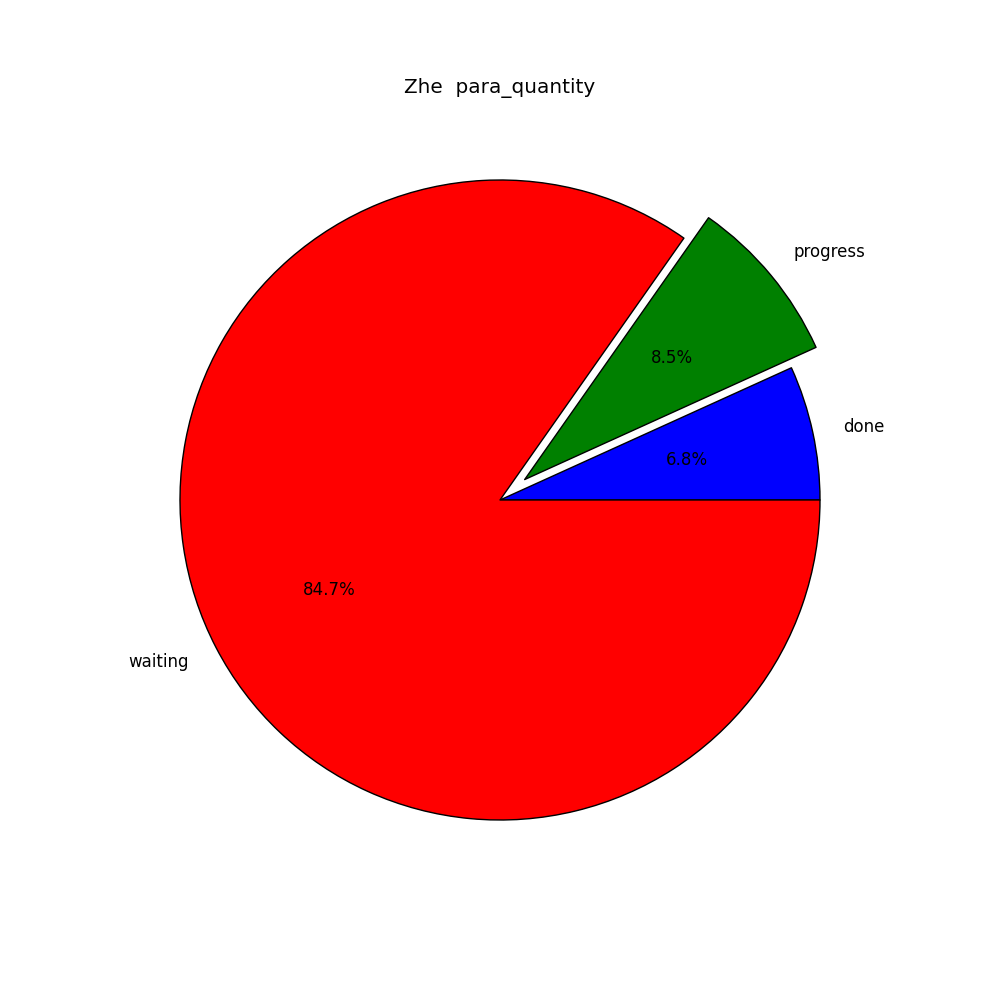 Zhe  para_quantity
progress
8.5%
done
6.8%
84.7%
waiting